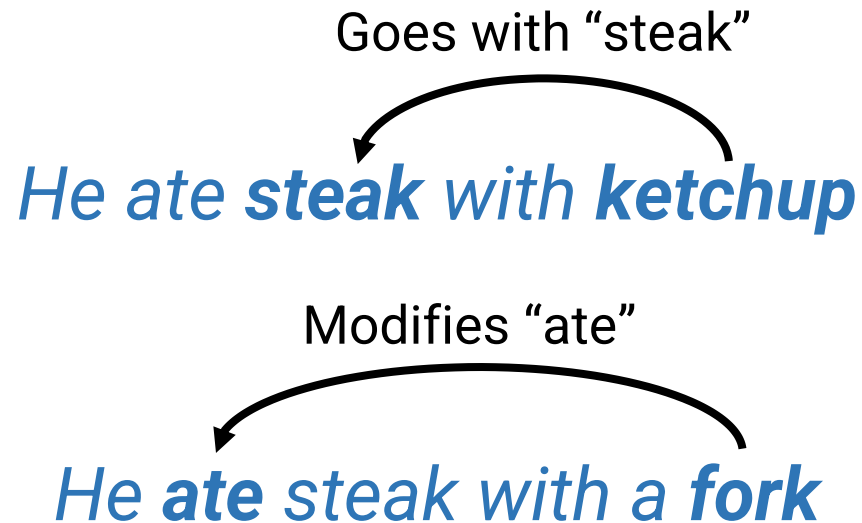 Goes with “steak”
He ate steak with ketchup
Modifies “ate”
He ate steak with a fork